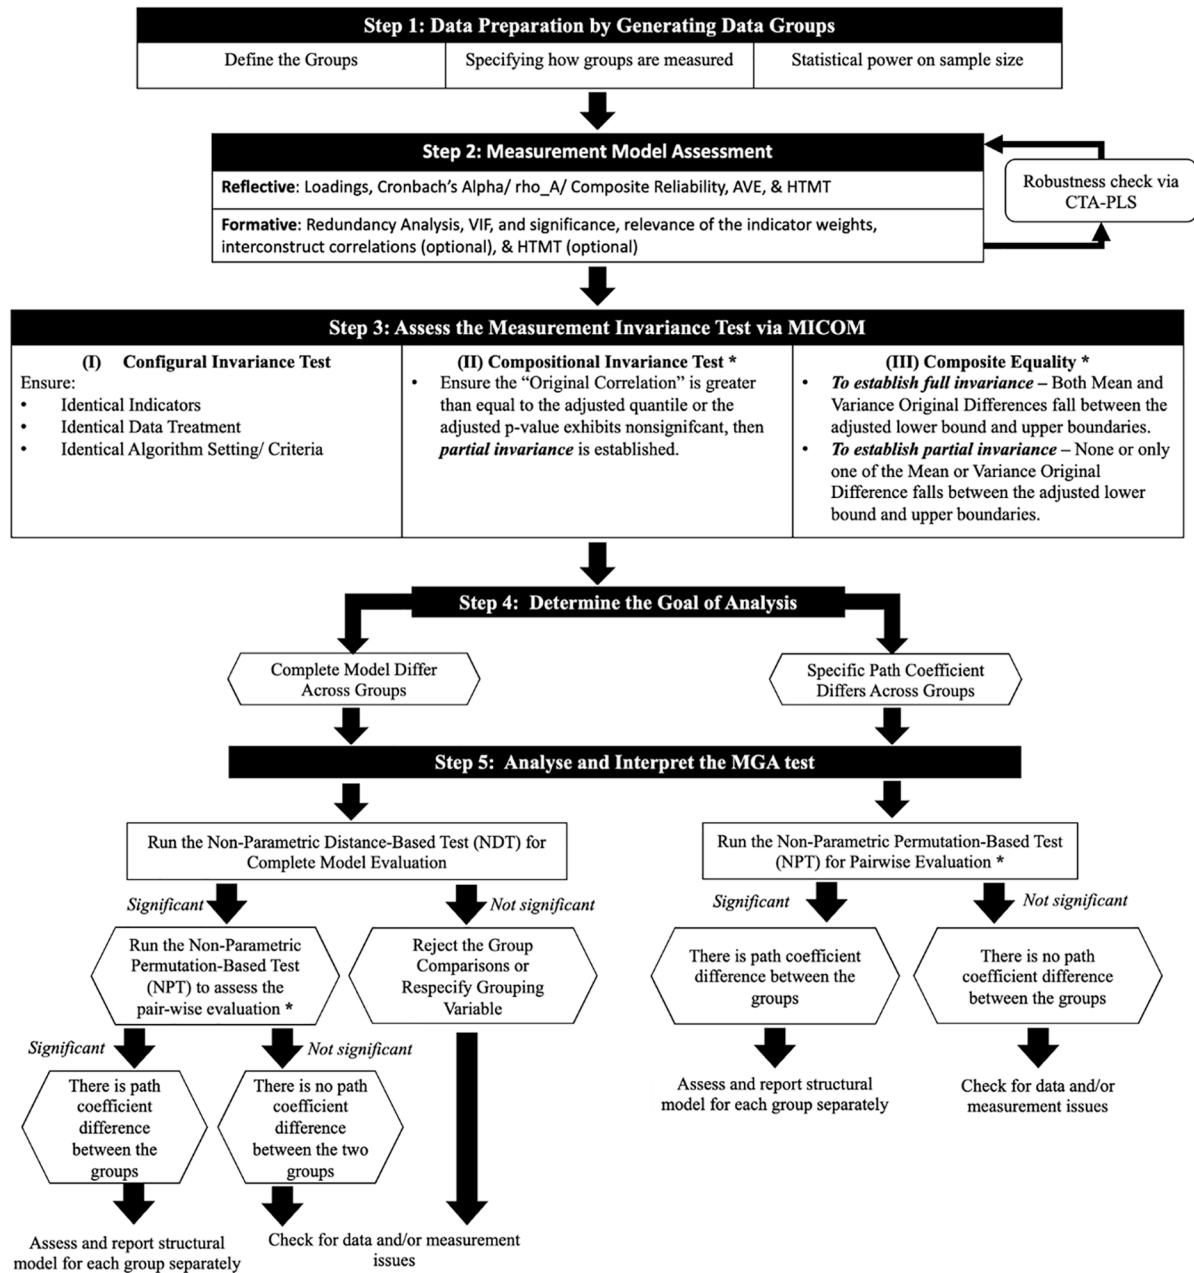 Step 1: Data Preparation by Generating Data Groups
Define the Groups
Specifying how groups are measured
Statistical power on sample size
Step 2: Measurement Model Assessment
Reflective: Loadings, Cronbach's Alpha/ rho_A/ Composite Reliability, AVE, & HTMT
Formative: Redundancy Analysis, VIF, and significance, relevance of the indicator weights,
interconstruct correlations (optional), & HTMT (optional)
Robustness check via
CTA-PLS
Step 3: Assess the Measurement Invariance Test via MICOM
(I) Configural Invariance Test
Ensure:
• Identical Indicators
• Identical Data Treatment
• Identical Algorithm Setting/ Criteria
(II) Compositional Invariance Test *
• Ensure the “Original Correlation” is greater
than equal to the adjusted quantile or the
adjusted p-value exhibits nonsignifcant, then
partial invariance is established.
(III) Composite Equality *
• To establish full invariance – Both Mean and
Variance Original Differences fall between the
adjusted lower bound and upper boundaries.
• To establish partial invariance – None or only
one of the Mean or Variance Original
Difference falls between the adjusted lower
bound and upper boundaries.
Step 4: Determine the Goal of Analysis
Complete Model Differ
Across Groups
Specific Path Coefficient
Differs Across Groups
Step 5: Analyse and Interpret the MGA test
Run the Non-Parametric Distance-Based Test (NDT) for
Complete Model Evaluation
Significant
Not significant
Run the Non-Parametric
Permutation-Based Test
(NPT) to assess the
pair-wise evaluation *
Reject the Group
Comparisons or
Respecify Grouping
Variable
Significant
Not significant
There is path
coefficient
difference
between the
groups
There is no path
coefficient
difference
between the two
groups
Assess and report structural
model for each group separately
Check for data and/or measurement
issues
Run the Non-Parametric Permutation-Based Test
(NPT) for Pairwise Evaluation *
Significant
Not significant
There is path coefficient
difference between the
groups
There is no path
coefficient difference
between the groups
Assess and report structural
model for each group separately
Check for data and/or
measurement issues